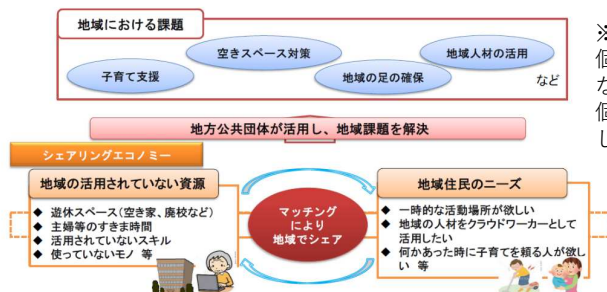 地域における課題
空きスペース対策
地域人材の活用
子育て支援
地域の足の確保
など
地方公共団体が活用し、地域課題を解決
シェアリングエコノミー
地域の活用されていない資源
◆ 遊休スペース(空き家、廃校など)
◆ 主婦等のすきま時間
◆ 活用されていないスキル
◆ 使っていないモノ 等
マッチング
により
地域でシェア
地域住民のニーズ
◆ 一時的な活動場所が欲しい
◆ 地域の人材をクラウドワーカーとして
活用したい
◆ 何かあった時に子育てを頼る人が欲し
い 等
※
個
な
個
し